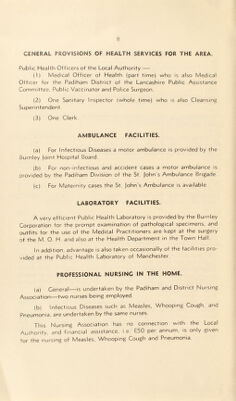 8
GENERAL PROVISIONS OF HEALTH SERVICES FOR THE AREA.
Public Health Officers of the Local Authority:—
(1) Medical Officer of Health (part time) who is also Medical
Officer for the Padiham District of the Lancashire Public Assistance
Committee, Public Vaccinator and Police Surgeon.
(2) One Sanitary Inspector (whole time) who is also Cleansing
Superintendent.
(3) One Clerk.
AMBULANCE FACILITIES.
(a) For Infectious Diseases a motor ambulance is provided by the
Burnley Joint Hospital Board.
(b) For non-infectious and accident cases a motor ambulance is
provided by the Padiham Division of the St. John's Ambulance Brigade.
(c) For Maternity cases the St. John's Ambulance is available.
LABORATORY FACILITIES.
A very efficient Public Health Laboratory is provided by the Burnley
Corporation for the prompt examination of pathological specimens, and
outfits for the use of the Medical Practitioners are kept at the surgery
of the M. O. H. and also at the Health Department in the Town Hall.
In addition, advantage is also taken occasionally of the facilities pro-
vided at the Public Health Laboratory of Manchester.
PROFESSIONAL NURSING IN THE HOME.
(a) General—is undertaken by the Padiham and District Nursing
Association—two nurses being employed.
(b) Infectious Diseases such as Measles, Whooping Cough, and
Pneumonia, are undertaken by the same nurses.
This Nursing Association has no connection with the Local
Authority, and financial assistance, i.e. £50 per annum, is only given
for the nursing of Measles, Whooping Cough and Pneumonia.